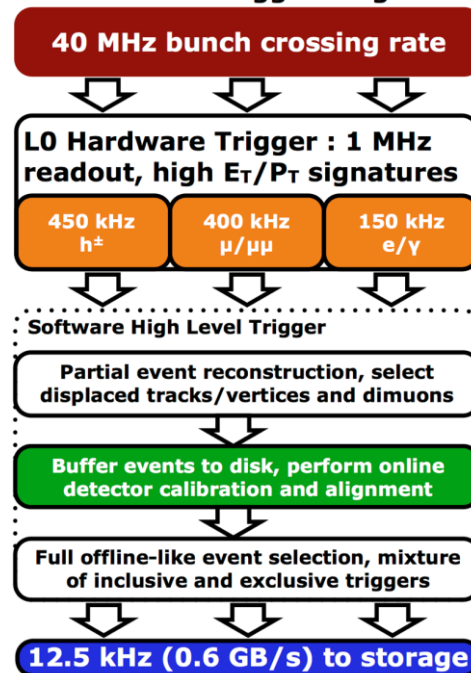 40 MHz bunch crossing rate
L0 Hardware Trigger : 1 MHz
readout, high ET/PT signatures
450 kHz
h±
400 kHz
μ/μμ
150 kHz
e/γ
Software High Level Trigger
Partial event reconstruction, select
displaced tracks/vertices and dimuons
Buffer events to disk, perform online
detector calibration and alignment
Full offline-like event selection, mixture
of inclusive and exclusive triggers
12.5 kHz (0.6 GB/s) to storage